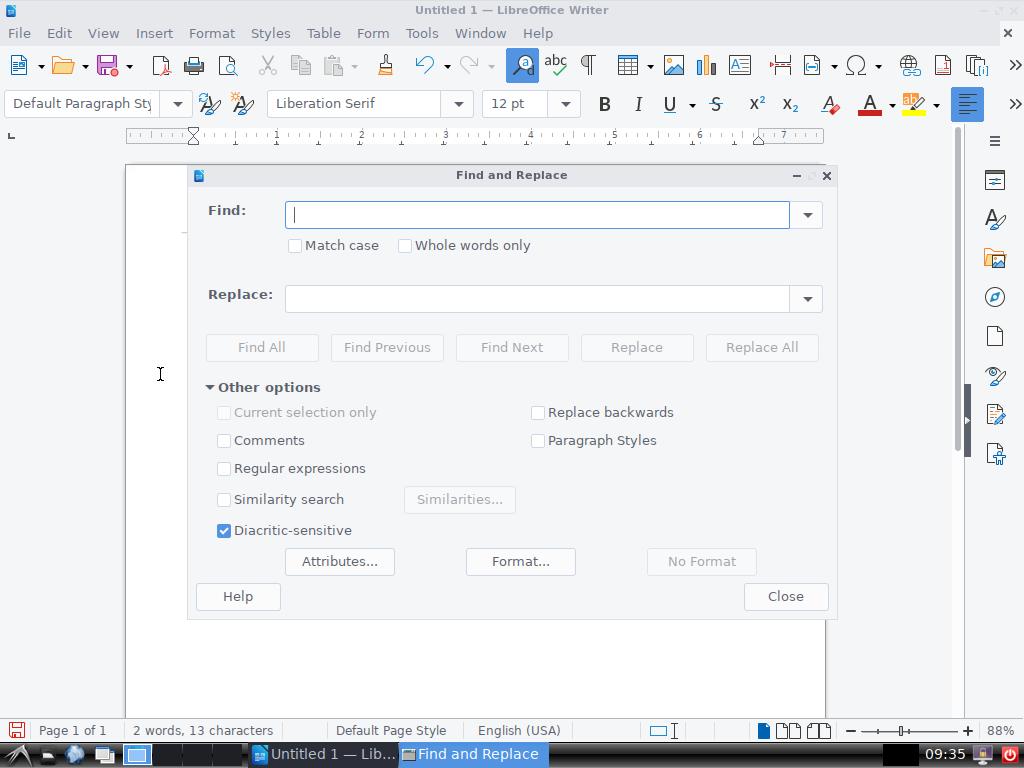 Untitled 1 — LibreOffice Writer
File Edit View Insert Format Styles Table Form Tools Window Help
Default Paragraph Sty Liberation Serif 12 pt
1 2 3 4 5 6 7
Find and Replace
Find:
Match case Whole words only
Replace:
Find All Find Previous Find Next Replace Replace All
Other options
Current selection only Replace backwards
Comments Paragraph Styles
Regular expressions
Similarity search Similarities...
Diacritic-sensitive
Attributes... Format... No Format
Help Close
Page 1 of 1 2 words, 13 characters Default Page Style English (USA) 88%
Untitled 1 — Lib... Find and Replace 09:35